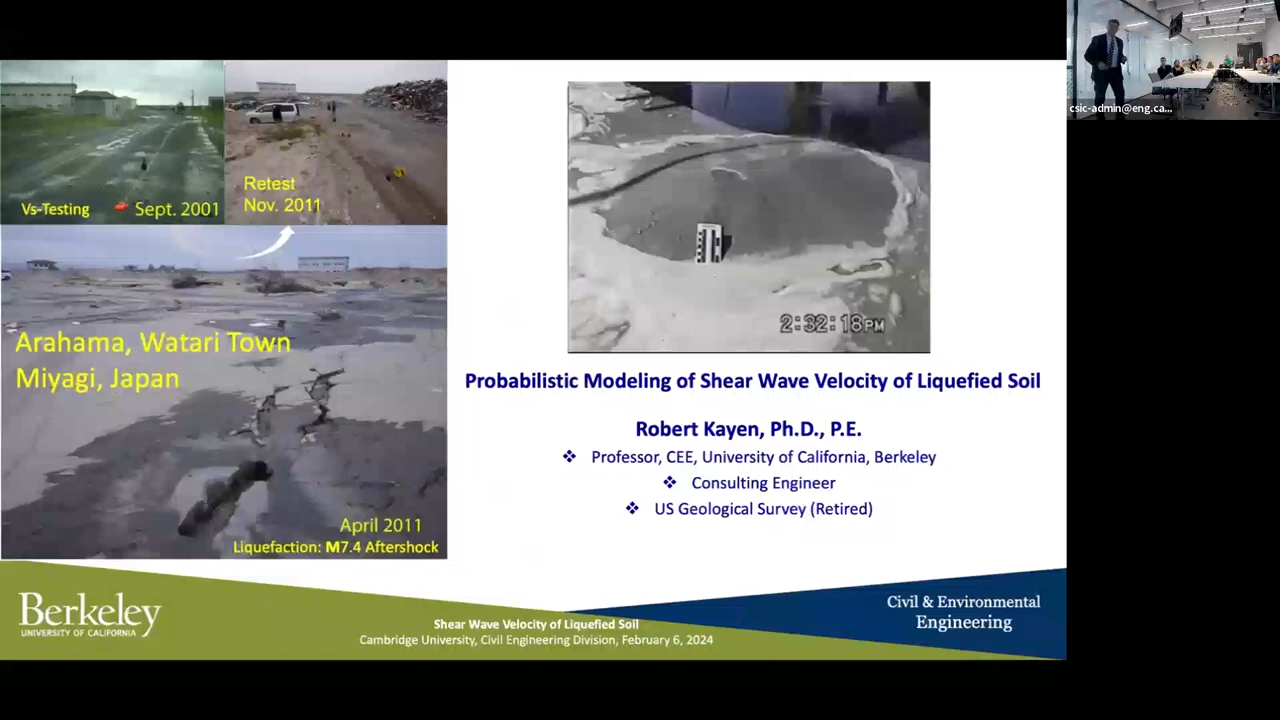 csic-admin@eng.ca...
Vs-Testing
Sept. 2001
Retest
Nov. 2011
Arahama, Watari Town
Miyagi, Japan
April 2011
Liquefaction: M7.4 Aftershock
2:32:18PM
Probabilistic Modeling of Shear Wave Velocity of Liquefied Soil
Robert Kayen, Ph.D., P.E.
❖ Professor, CEE, University of California, Berkeley
❖ Consulting Engineer
❖ US Geological Survey (Retired)
Berkeley
UNIVERSITY OF CALIFORNIA
Shear Wave Velocity of Liquefied Soil
Cambridge University, Civil Engineering Division, February 6, 2024
Civil & Environmental
Engineering